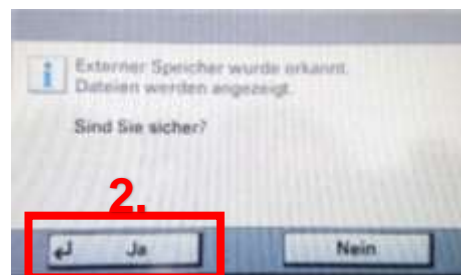 Externer Speicher wurde erkannt.
Dateien werden angezeigt.
Sind Sie sicher?
2.
Ja
Nein